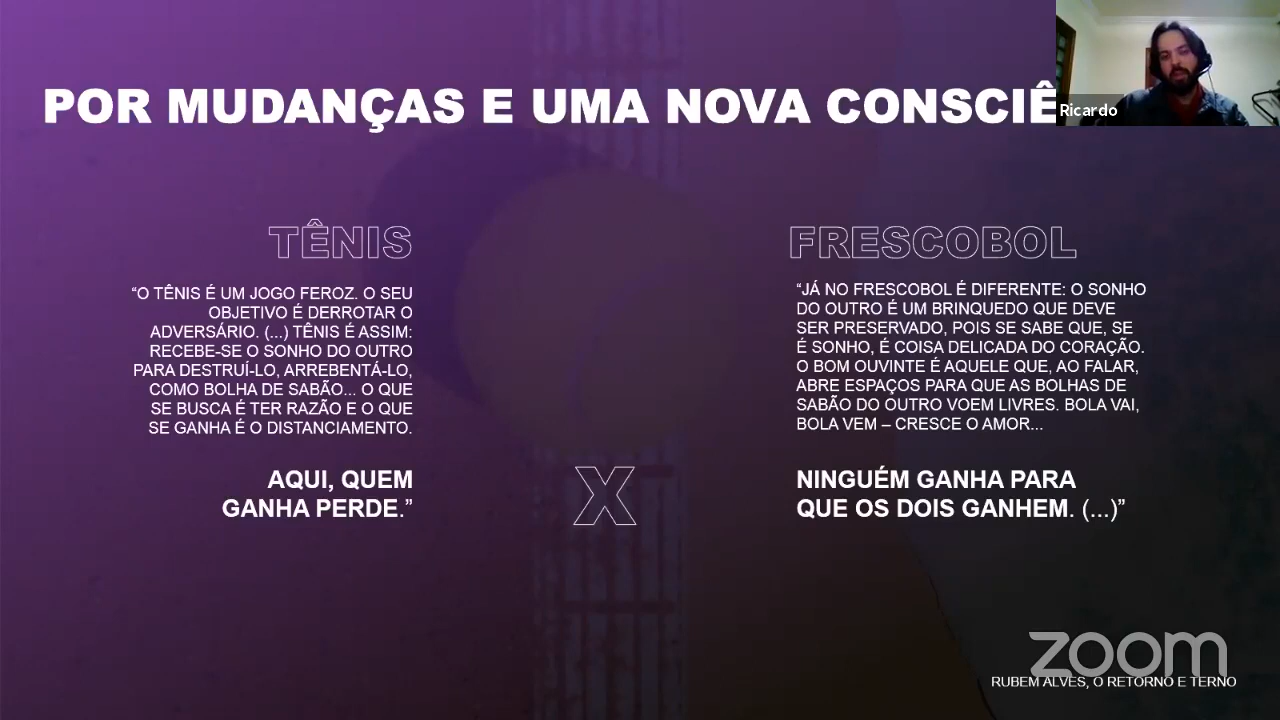 POR MUDANÇAS E UMA NOVA CONSCIÊ
Ricardo
TÊNIS
“O TÊNIS É UM JOGO FEROZ. O SEU
OBJETIVO É DERROTAR O
ADVERSÁRIO. (...) TÊNIS É ASSIM:
RECEBE-SE O SONHO DO OUTRO
PARA DESTRUÍ-LO, ARREBENTÁ-LO,
COMO BOLHA DE SABÃO... O QUE
SE BUSCA É TER RAZÃO E O QUE
SE GANHA É O DISTANCIAMENTO.
AQUI, QUEM
GANHA PERDE.”
X
FRESCOBOL
“JÁ NO FRESCOBOL É DIFERENTE: O SONHO
DO OUTRO É UM BRINQUEDO QUE DEVE
SER PRESERVADO, POIS SE SABE QUE, SE
É SONHO, É COISA DELICADA DO CORAÇÃO.
O BOM OUVINTE É AQUELE QUE, AO FALAR,
ABRE ESPAÇOS PARA QUE AS BOLHAS DE
SABÃO DO OUTRO VOEM LIVRES. BOLA VAI,
BOLA VEM – CRESCE O AMOR...
NINGUÉM GANHA PARA
QUE OS DOIS GANHEM. (...)”
zoom
RUBEM ALVES, O RETORNO E TERNO